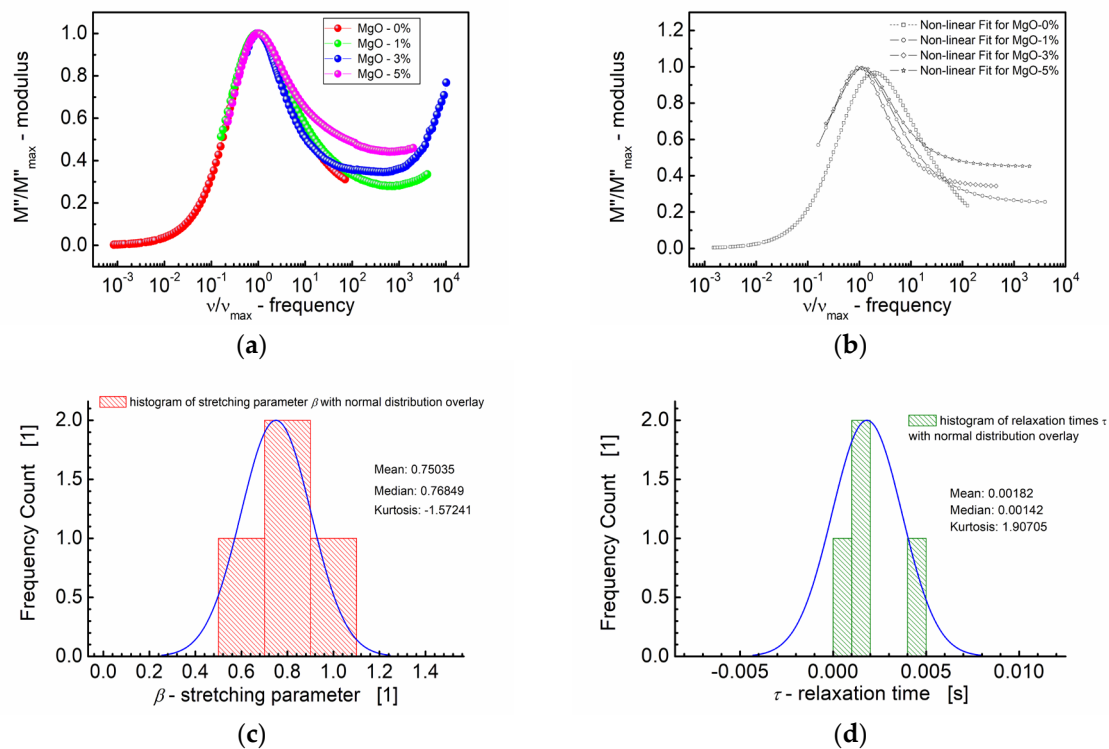 MgO - 0%
MgO - 1%
MgO - 3%
MgO - 5%
1.0
0.8
0.6
0.4
0.2
0.0
M"/M"max - modulus
10⁻³ 10⁻² 10⁻¹ 10⁰ 10¹ 10² 10³ 10⁴
ν/νmax - frequency
(a)
Non-linear Fit for MgO-0%
Non-linear Fit for MgO-1%
Non-linear Fit for MgO-3%
Non-linear Fit for MgO-5%
1.2
1.0
0.8
0.6
0.4
0.2
0.0
M"/M"max - modulus
10⁻³ 10⁻² 10⁻¹ 10⁰ 10¹ 10² 10³ 10⁴
ν/νmax - frequency
(b)
histogram of stretching parameter β with normal distribution overlay
Mean: 0.75035
Median: 0.76849
Kurtosis: -1.57241
2.0
1.5
1.0
0.5
0.0
Frequency Count [1]
0.0 0.2 0.4 0.6 0.8 1.0 1.2 1.4
β - stretching parameter [1]
(c)
histogram of relaxation times τ
with normal distribution overlay
Mean: 0.00182
Median: 0.00142
Kurtosis: 1.90705
2.0
1.5
1.0
0.5
0.0
Frequency Count [1]
-0.005 0.000 0.005 0.010
τ - relaxation time [s]
(d)